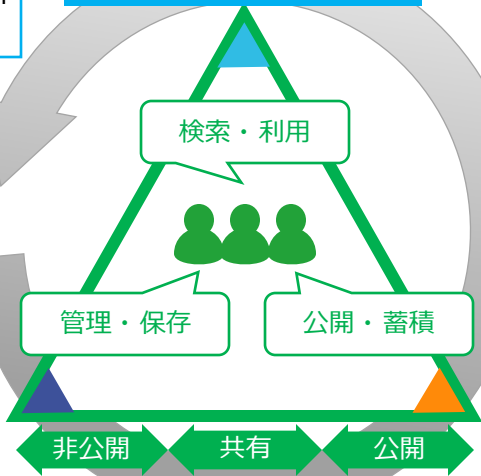 検索・利用
管理・保存
公開・蓄積
非公開
共有
公開